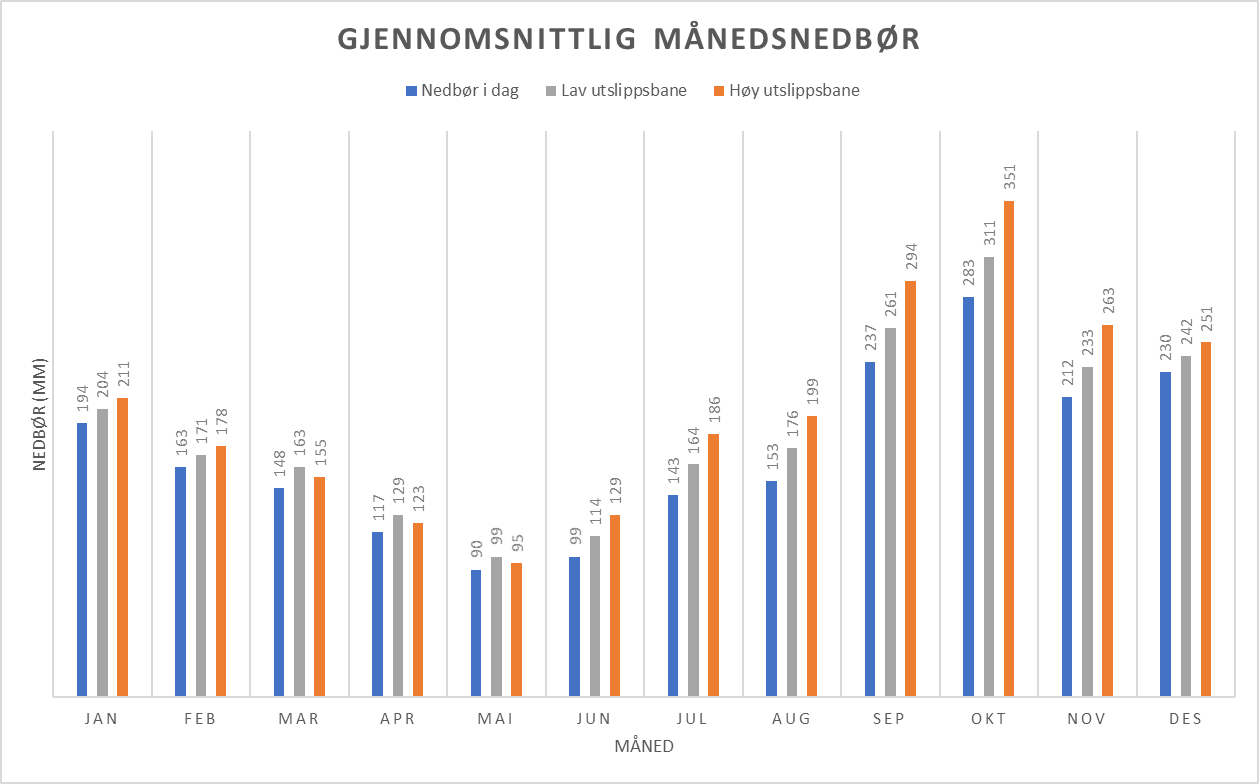 GJENNOMSNITTLIG MÅNEDSNEDBØR
Nedbør i dag Lav utslippsbane Høy utslippsbane
NEDBØR (MM)
194 204 211
163 171 178
148 163 155
117 129 123
90 99 95
99 114 129
143 164 186
153 176 199
237 261 294
283 311 351
212 233 263
230 242 251
JAN FEB MAR APR MAI JUN JUL AUG SEP OKT NOV DES
MÅNED